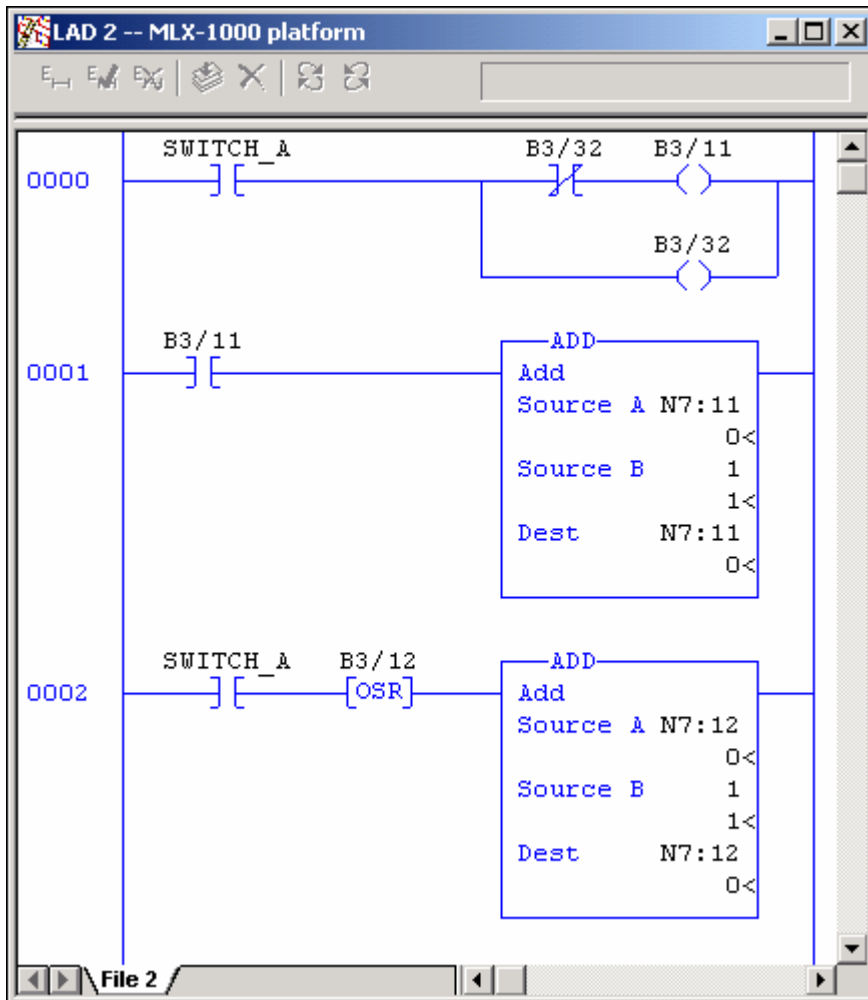 LAD 2 -- MLX-1000 platform
SWITCH_A B3/32 B3/11
0000
B3/32
B3/11 ADD
0001 Add
Source A N7:11
0<
Source B 1
1<
Dest N7:11
0<
SWITCH_A B3/12 ADD
0002 OSR Add
Source A N7:12
0<
Source B 1
1<
Dest N7:12
0<
File 2